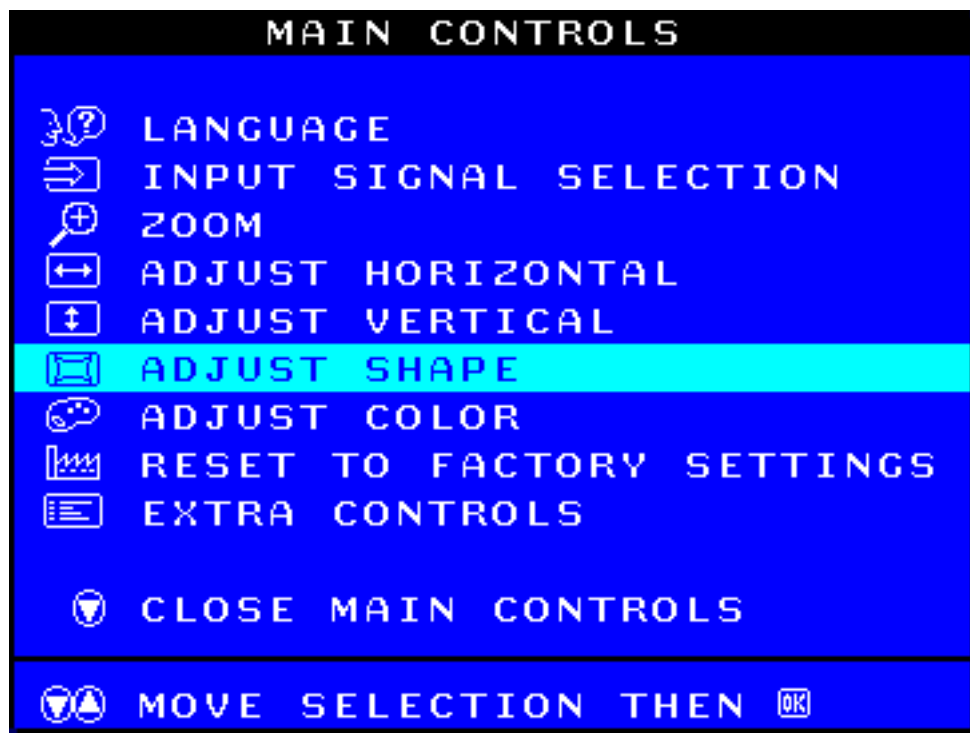 MAIN CONTROLS
LANGUAGE
INPUT SIGNAL SELECTION
ZOOM
ADJUST HORIZONTAL
ADJUST VERTICAL
ADJUST SHAPE
ADJUST COLOR
RESET TO FACTORY SETTINGS
EXTRA CONTROLS
CLOSE MAIN CONTROLS
MOVE SELECTION THEN OK